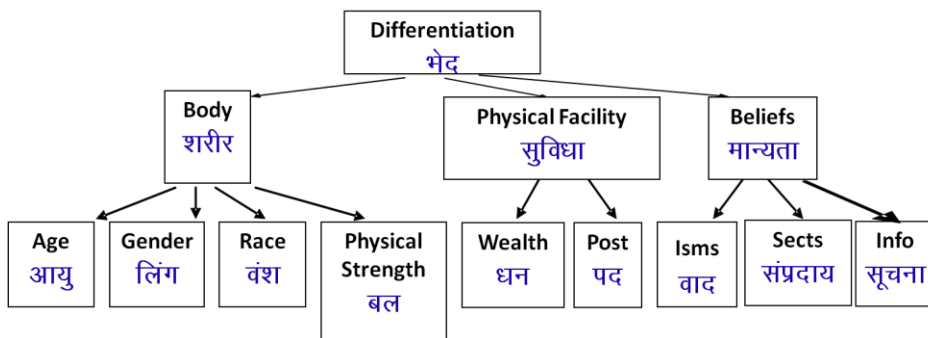 Differentiation
भेद
Body
शरीर
Physical Facility
सुविधा
Beliefs
मान्यता
Age
आयु
Gender
लिंग
Race
वंश
Physical
Strength
बल
Wealth
धन
Post
पद
Isms
वाद
Sects
संप्रदाय
Info
सूचना